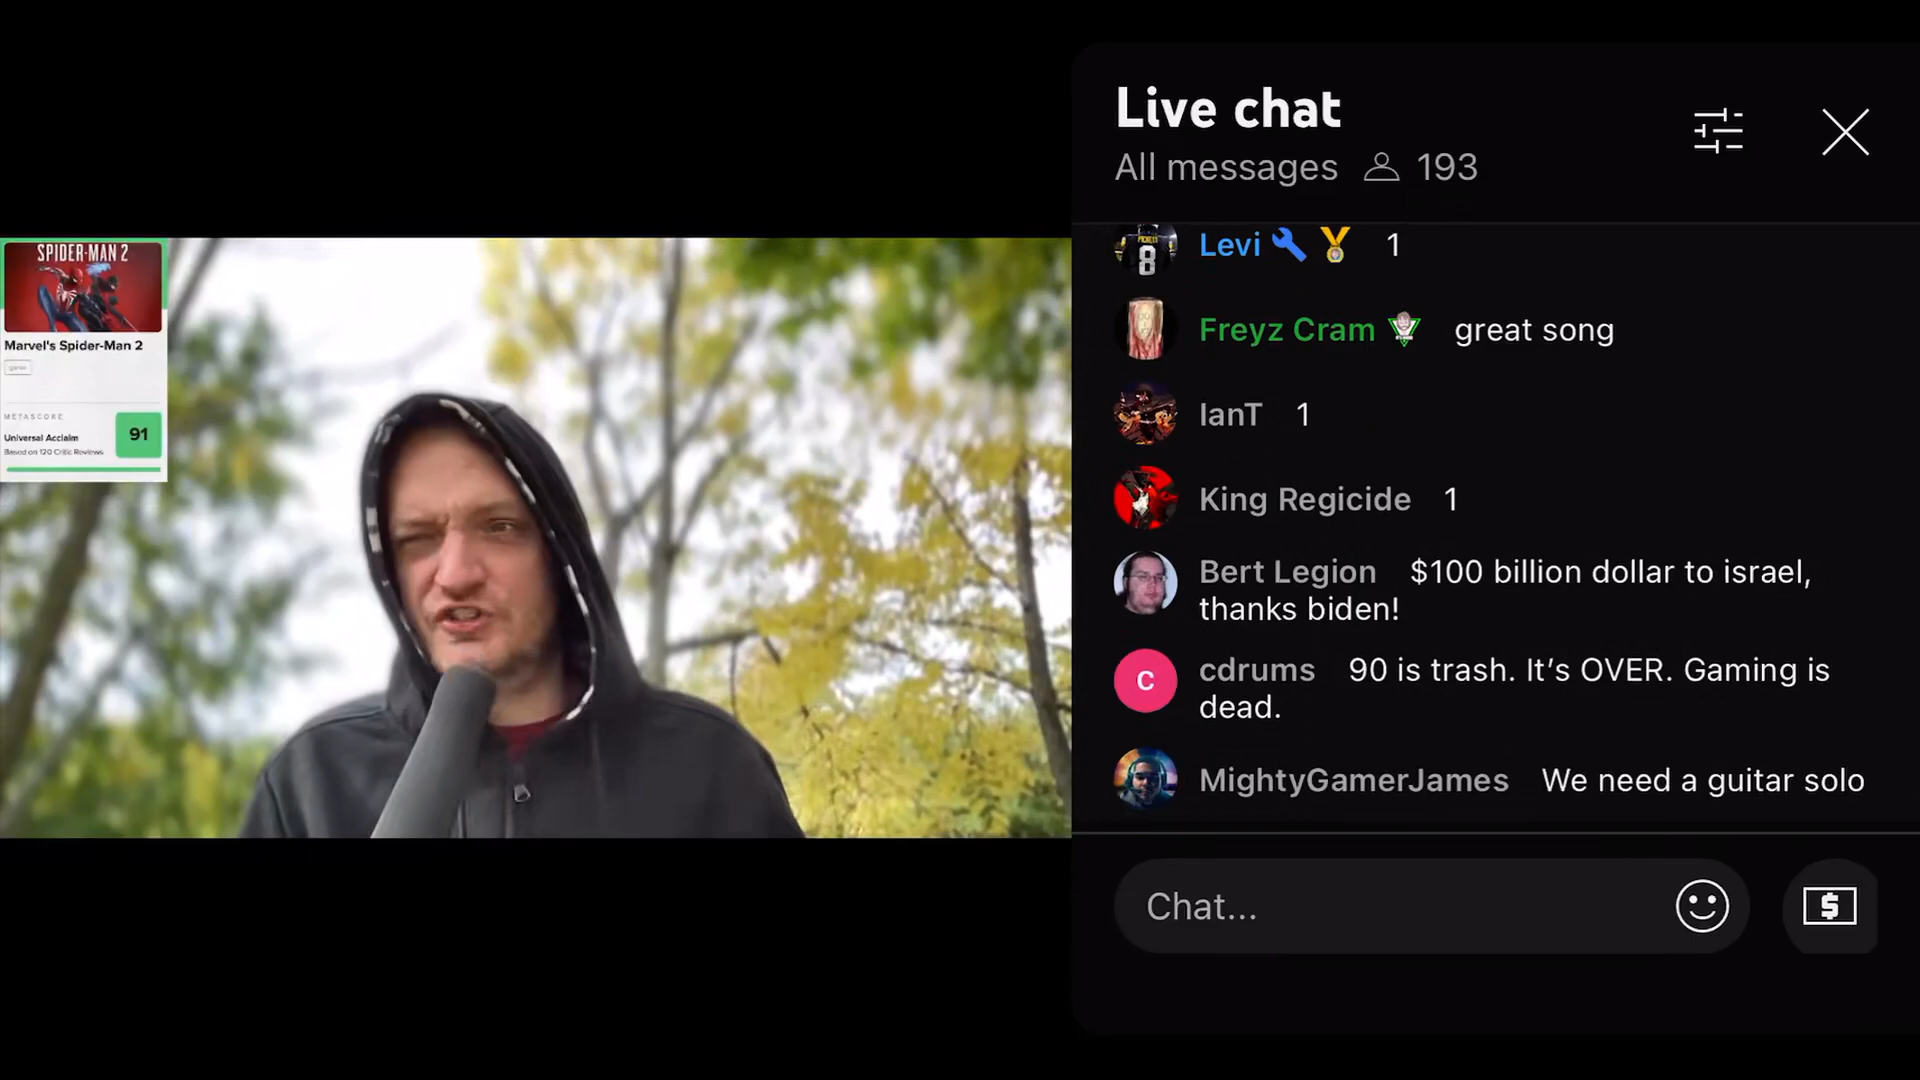 SPIDER-MAN 2
Marvel's Spider-Man 2
game
METASCORE
Universal Acclaim
91
Based on 120 Critic Reviews
Live chat
All messages 193
8
Levi 1
Freyz Cram great song
IanT 1
King Regicide 1
Bert Legion $100 billion dollar to israel,
thanks biden!
C
cdrums 90 is trash. It’s OVER. Gaming is
dead.
MightyGamerJames We need a guitar solo
Chat...
$